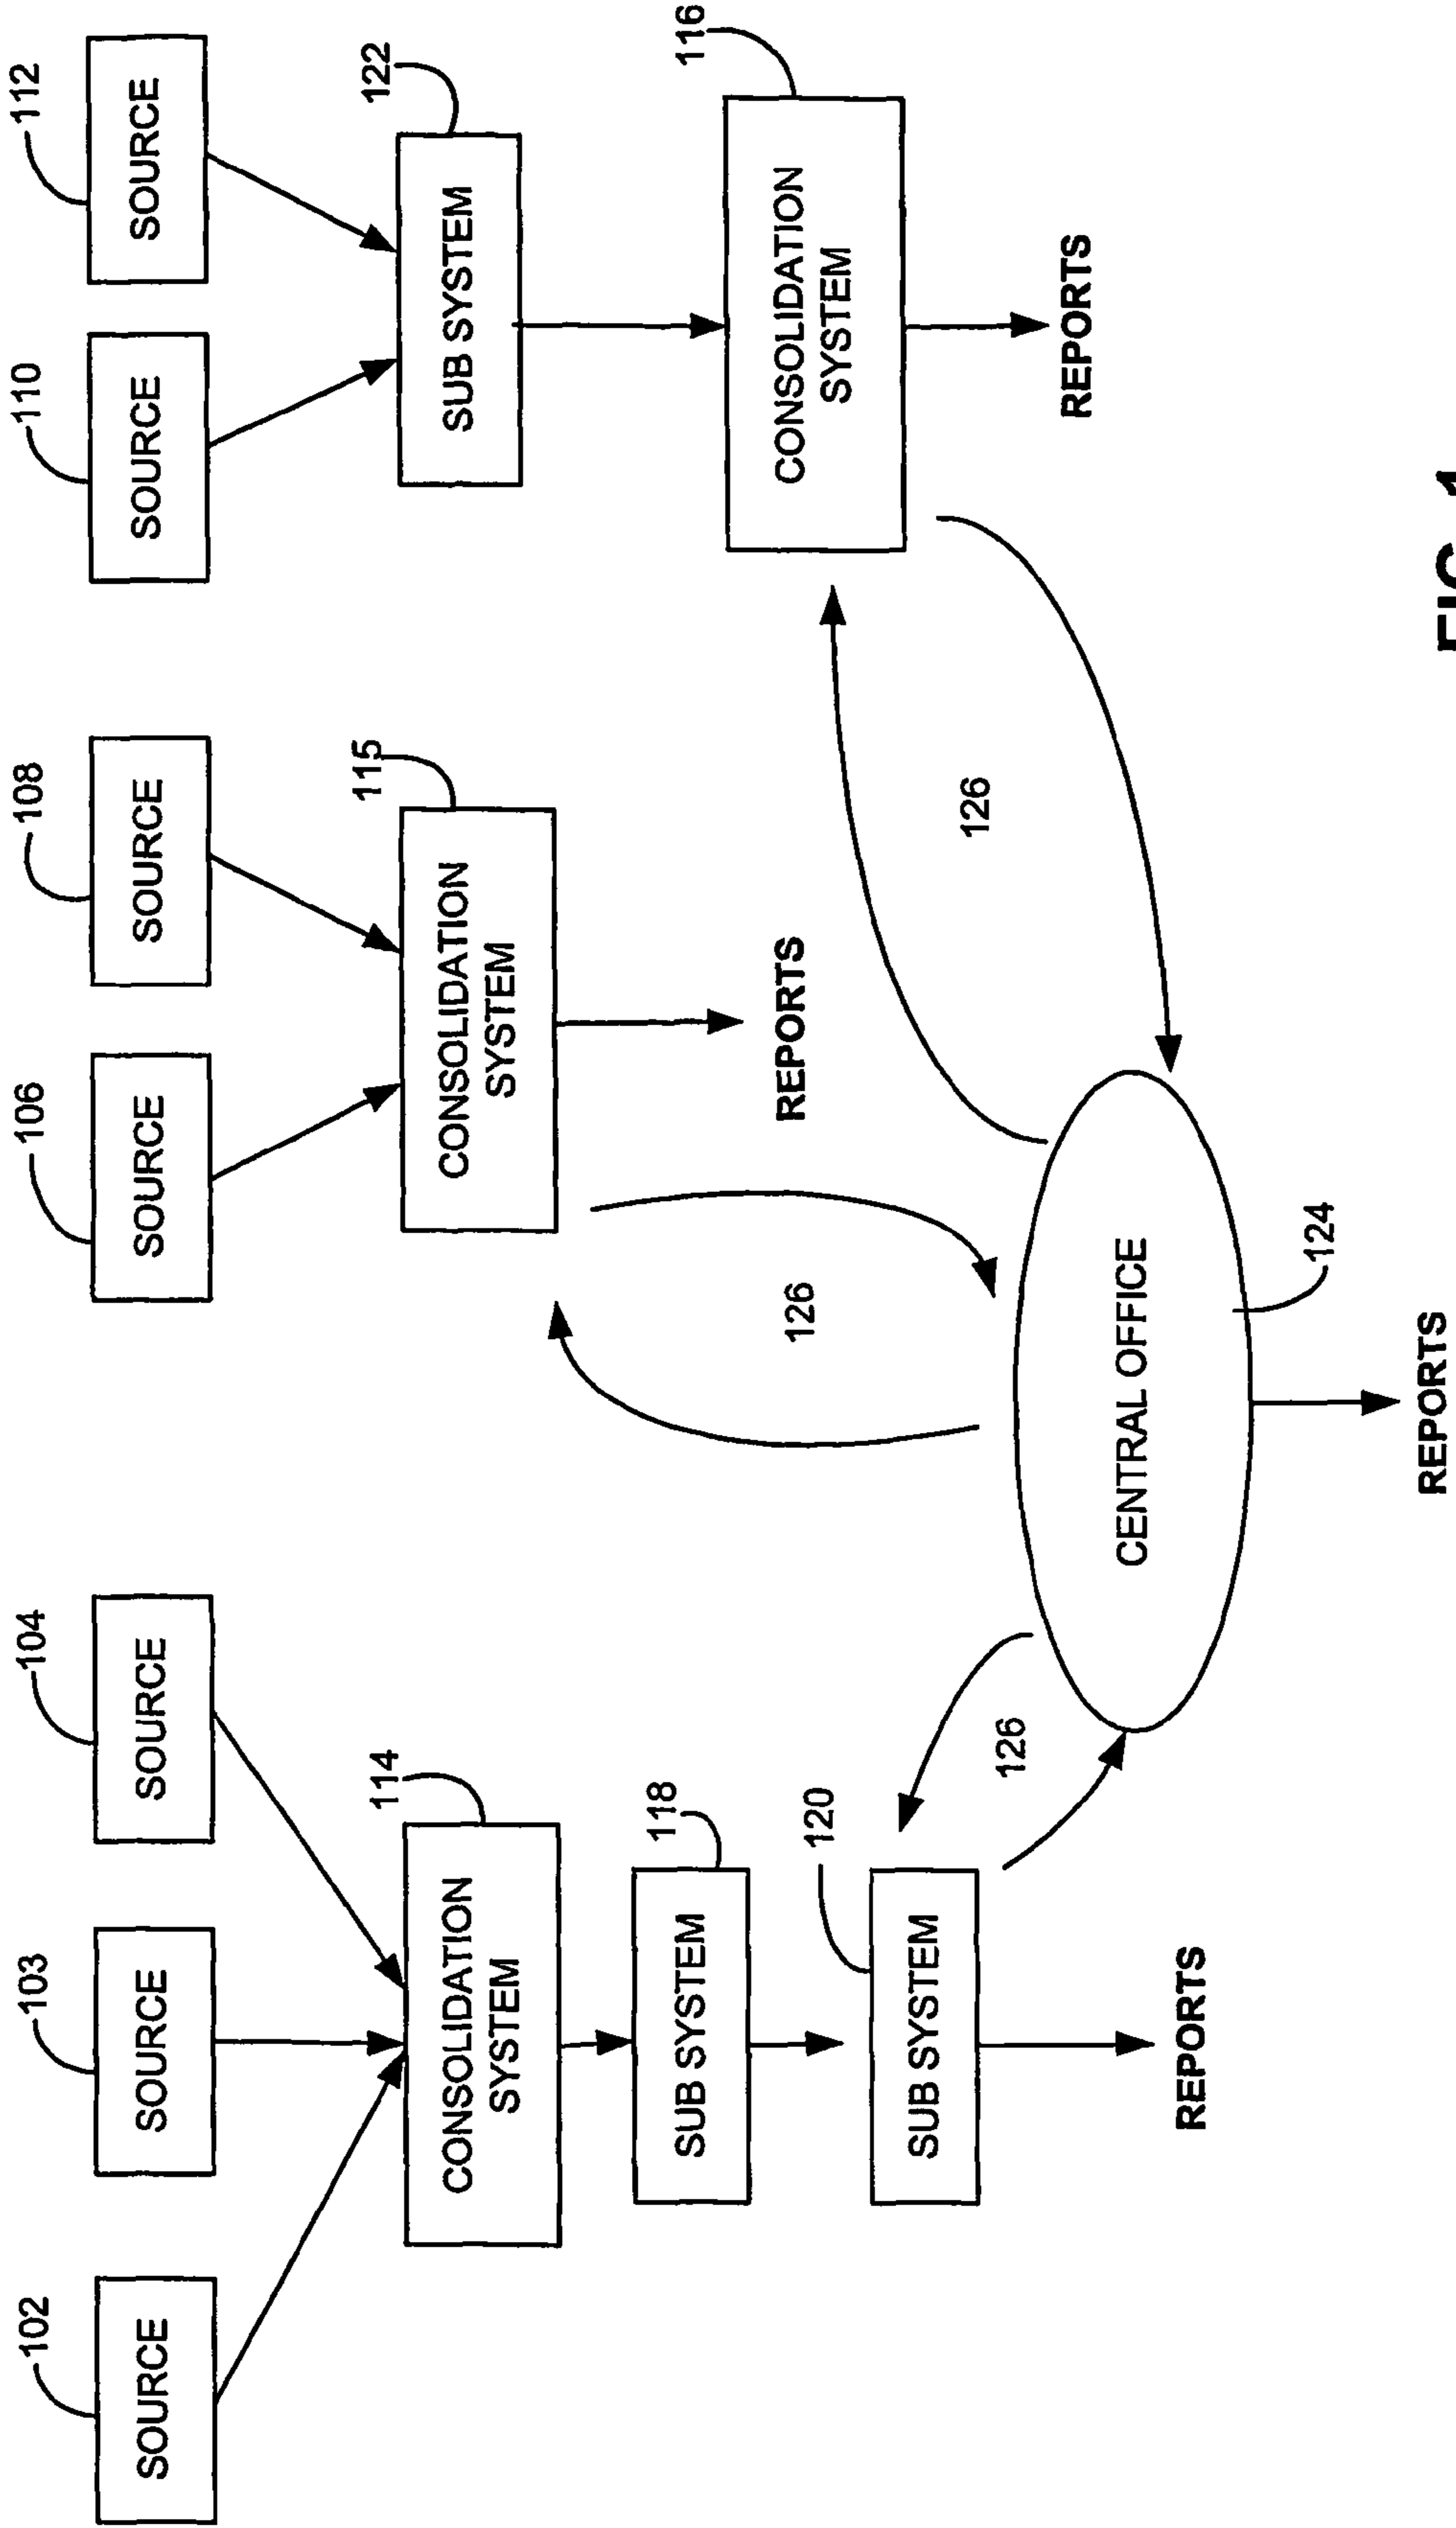 102
103
104
106
108
110
112
SOURCE
SOURCE
SOURCE
SOURCE
SOURCE
SOURCE
SOURCE
114
115
122
CONSOLIDATION
SYSTEM
CONSOLIDATION
SYSTEM
SUB SYSTEM
118
116
SUB SYSTEM
REPORTS
CONSOLIDATION
SYSTEM
120
126
126
126
SUB SYSTEM
CENTRAL OFFICE
REPORTS
REPORTS
124
REPORTS
FIG. 1